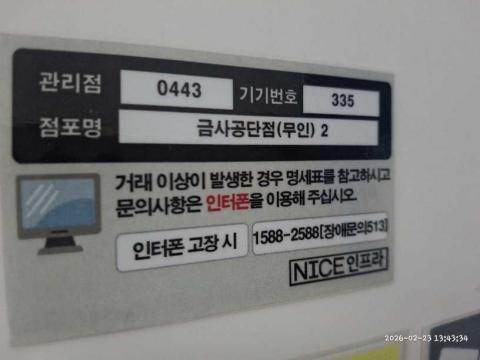 관리점 0443 기기번호 335
점포명 금사공단점(무인) 2
거래 이상이 발생한 경우 명세표를 참고하시고
문의사항은 인터폰을 이용해 주십시오.
인터폰 고장 시 1588-2588[장애문의513]
NICE인프라
2026-02-23 13:43:34